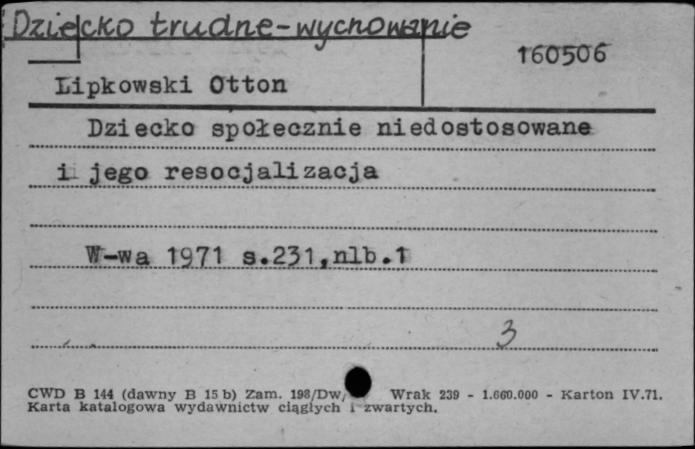 Dziecko trudne-wychowanie
160506
Lipkowski Otton
Dziecko społecznie niedostosowane
i jego resocjalizacja
W-wa 1971 s.231,nlb.1
3
CWD B 144 (dawny B 15 b) Zam. 198/Dw/ Wrak 239 - 1.660.000 - Karton IV.71.
Karta katalogowa wydawnictw ciągłych i zwartych.